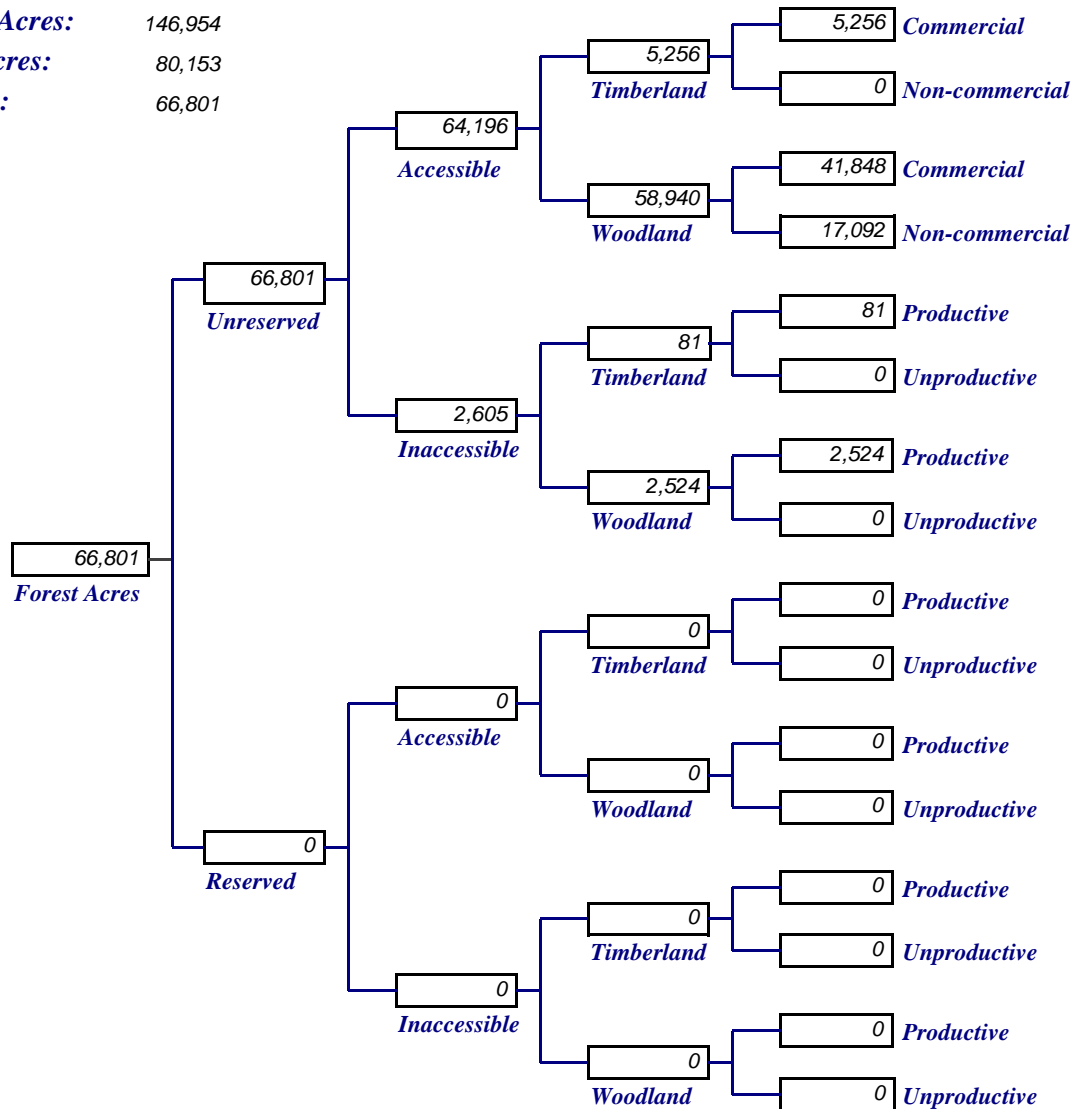 Acres: 146,954
cres: 80,153
: 66,801
5,256 Commercial
5,256
Timberland
0 Non-commercial
64,196
Accessible
41,848 Commercial
58,940
Woodland
17,092 Non-commercial
66,801
Unreserved
81 Productive
81
Timberland
0 Unproductive
2,605
Inaccessible
2,524 Productive
2,524
Woodland
0 Unproductive
66,801
Forest Acres
0 Productive
0
Timberland
0 Unproductive
0
Accessible
0 Productive
0
Woodland
0 Unproductive
0
Reserved
0 Productive
0
Timberland
0 Unproductive
0
Inaccessible
0 Productive
0
Woodland
0 Unproductive